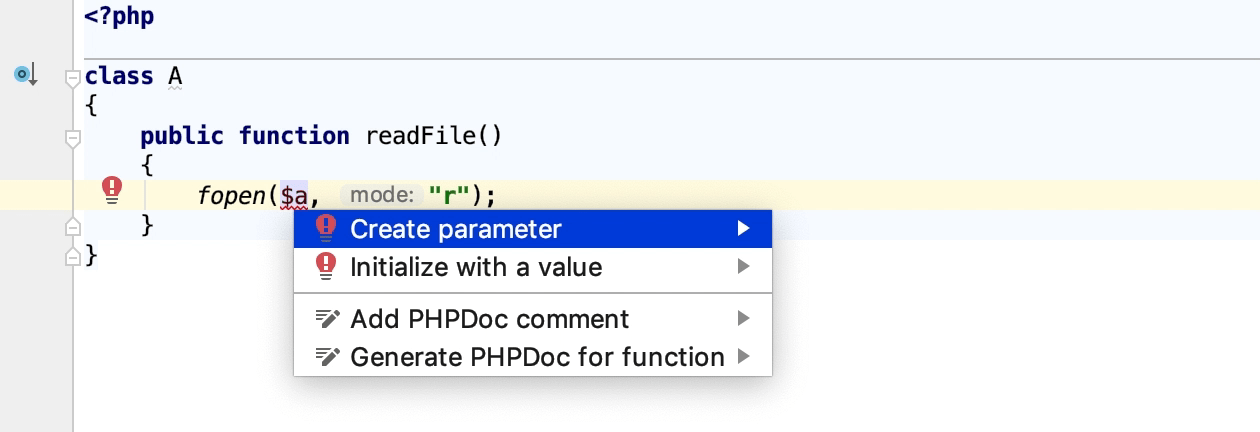 <?php
class A
{
    public function readFile()
    {
        fopen($a, mode: "r");
Create parameter
    }
Initialize with a value
}
Add PHPDoc comment
Generate PHPDoc for function